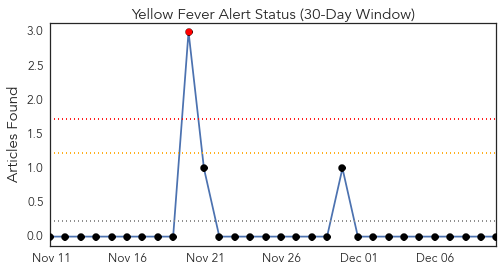 Yellow Fever Alert Status (30-Day Window)
Articles Found
3.0
2.5
2.0
1.5
1.0
0.5
0.0
Nov 11 Nov 16 Nov 21 Nov 26 Dec 01 Dec 06